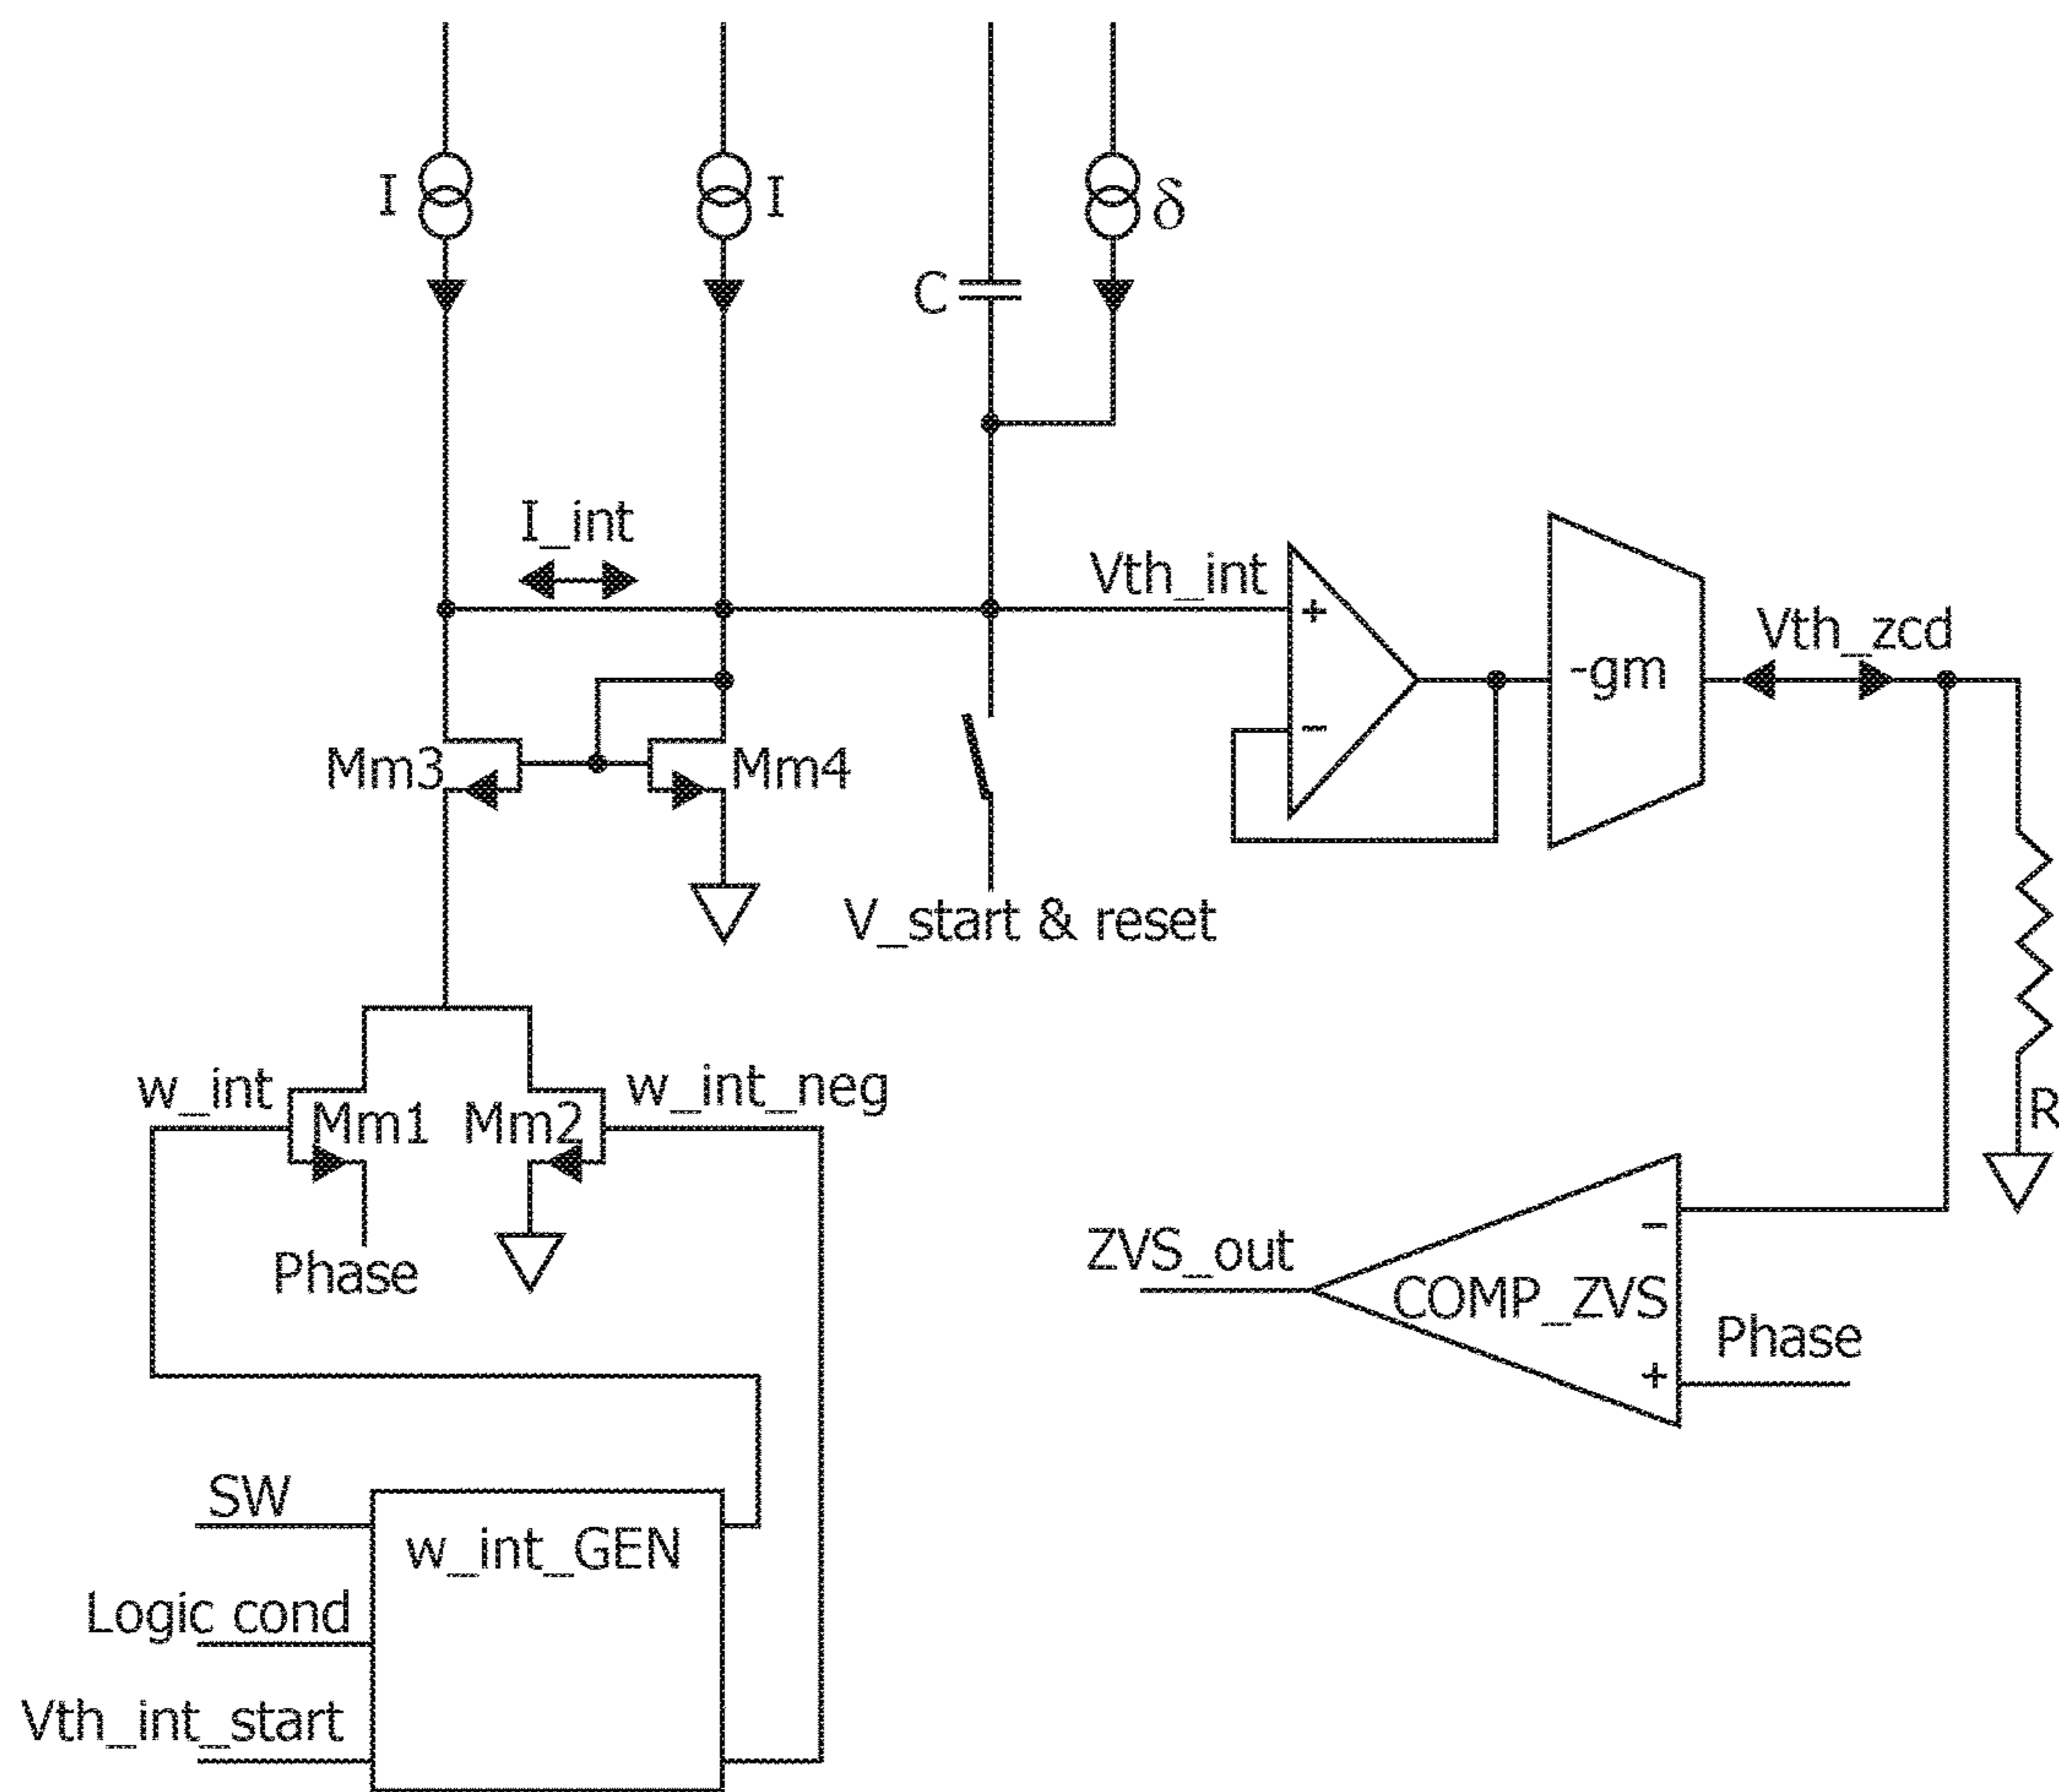 I
I
δ
C
I_int
Vth_int
+
-gm
Vth_zcd
Mm3
Mm4
−
V_start & reset
w_int
Mm1
Mm2
w_int_neg
R
Phase
ZVS_out
−
COMP_ZVS
Phase
+
SW
w_int_GEN
Logic cond
Vth_int_start